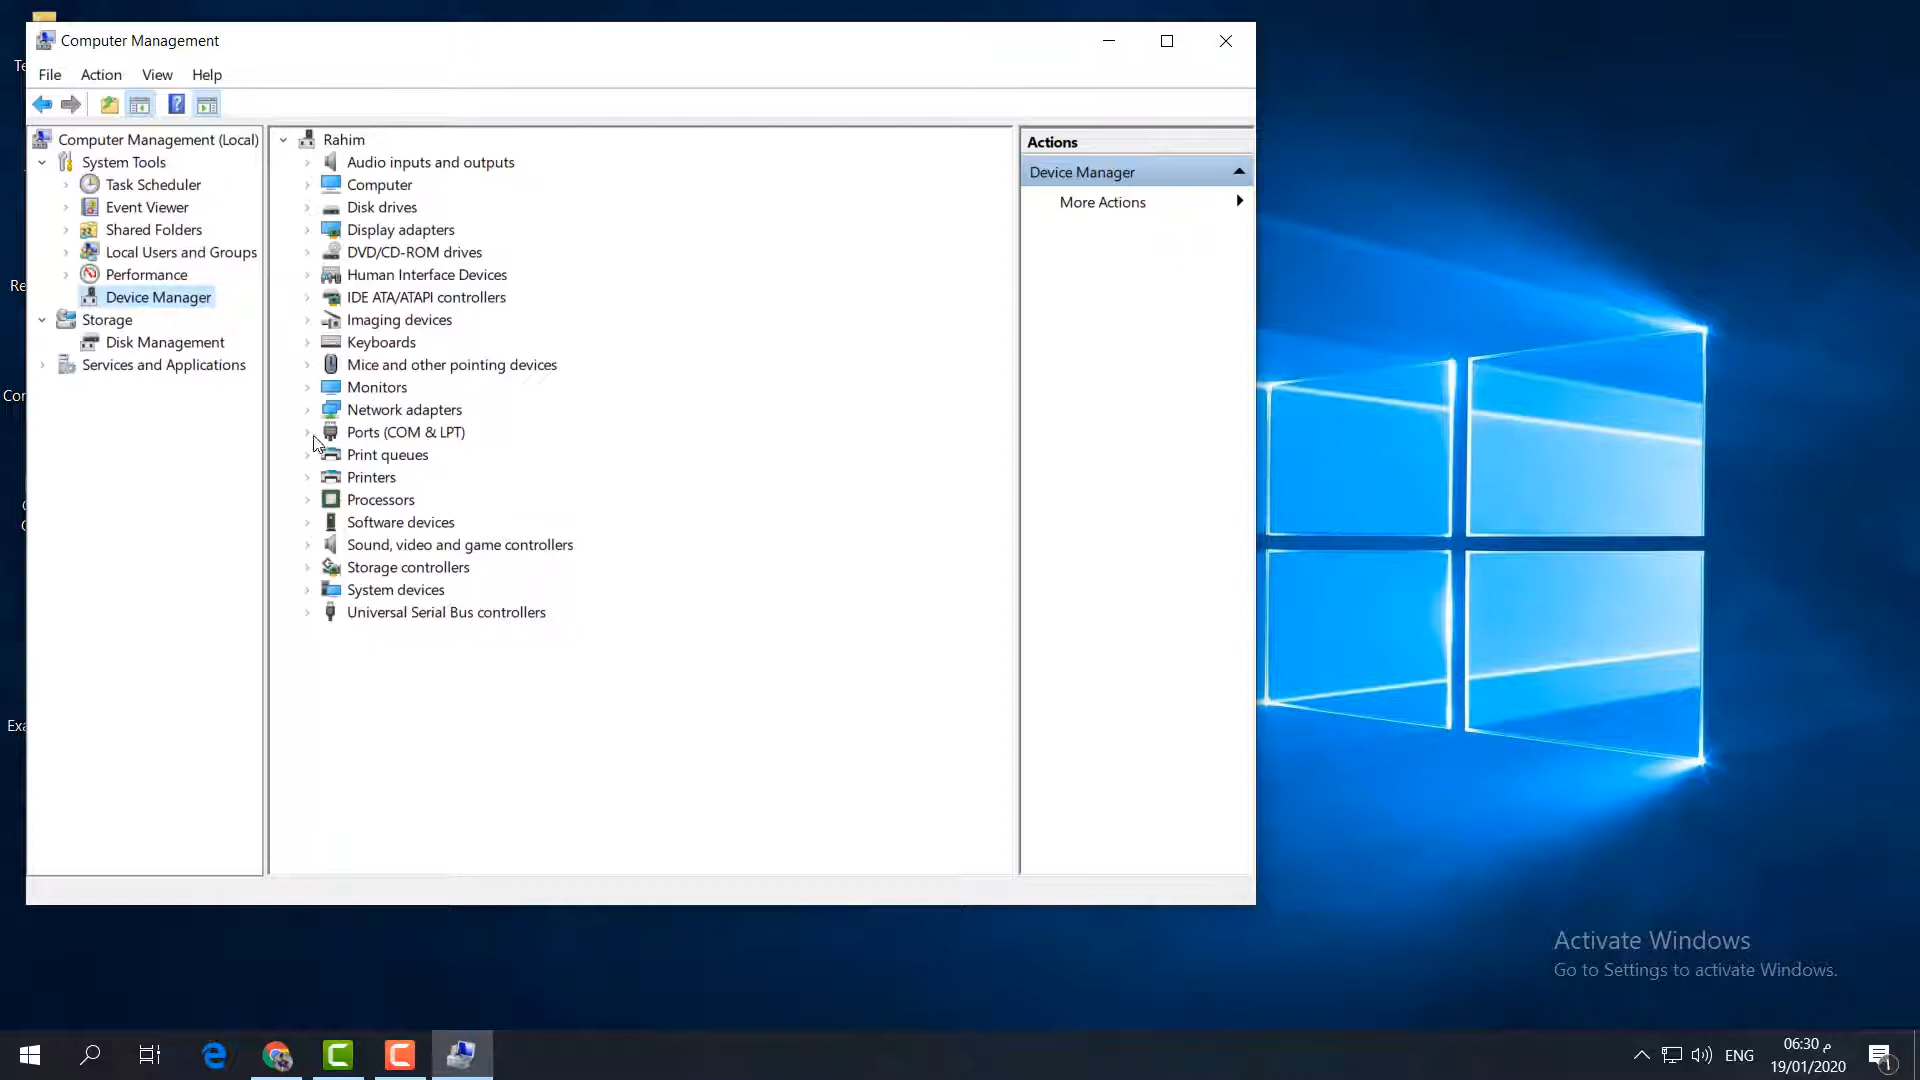 Computer Management
File Action View Help
Computer Management (Local)
System Tools
Task Scheduler
Event Viewer
Shared Folders
Local Users and Groups
Performance
Device Manager
Storage
Disk Management
Services and Applications
Rahim
Audio inputs and outputs
Computer
Disk drives
Display adapters
DVD/CD-ROM drives
Human Interface Devices
IDE ATA/ATAPI controllers
Imaging devices
Keyboards
Mice and other pointing devices
Monitors
Network adapters
Ports (COM & LPT)
Print queues
Printers
Processors
Software devices
Sound, video and game controllers
Storage controllers
System devices
Universal Serial Bus controllers
Actions
Device Manager
More Actions
Te
Re
Cor
Exa
Activate Windows
Go to Settings to activate Windows.
ENG
06:30 م
19/01/2020
1